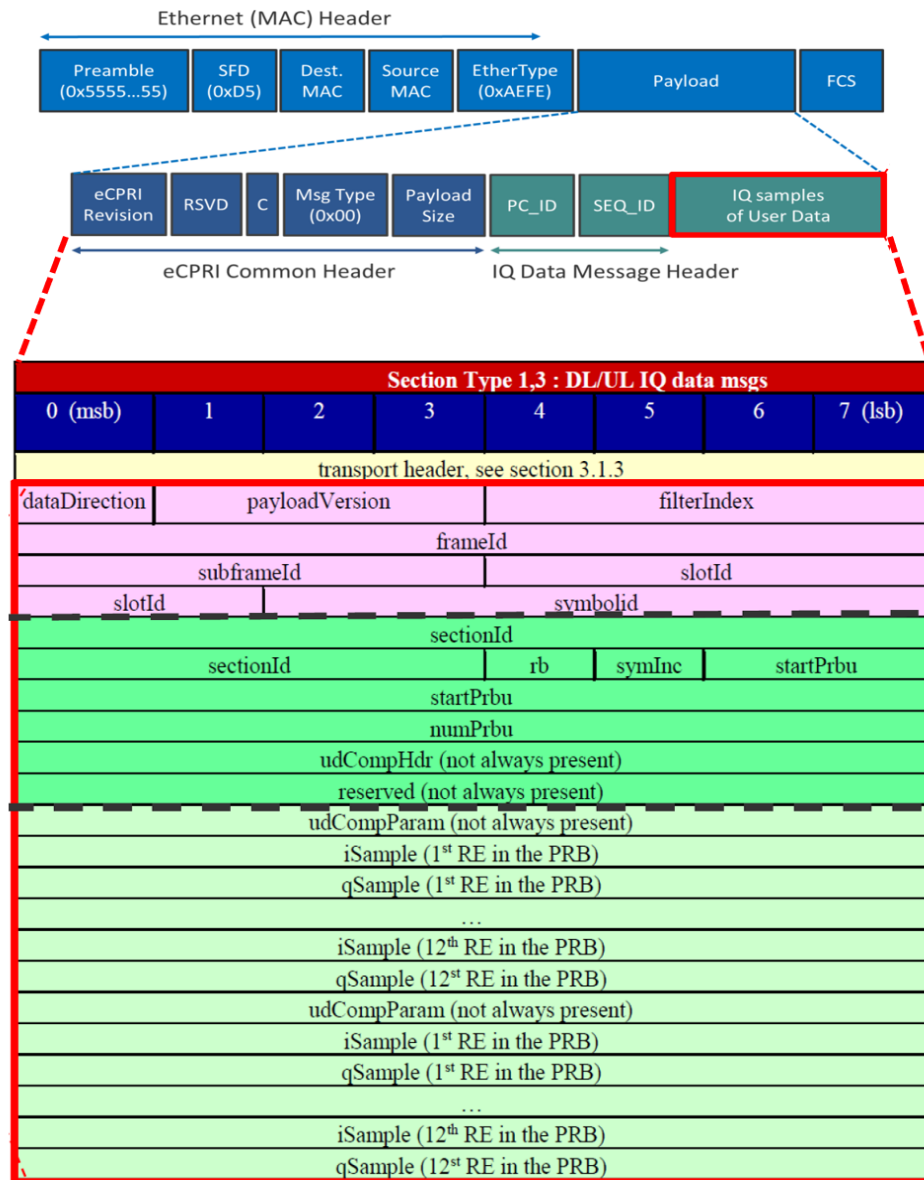 Ethernet (MAC) Header
Preamble
(0x5555...55)
SFD
(0xD5)
Dest.
MAC
Source
MAC
EtherType
(0xAEFE)
Payload
FCS
eCPRI
Revision
RSVD
C
Msg Type
(0x00)
Payload
Size
PC_ID
SEQ_ID
IQ samples
of User Data
eCPRI Common Header
IQ Data Message Header
Section Type 1,3 : DL/UL IQ data msgs
0 (msb) 1 2 3 4 5 6 7 (lsb)
transport header, see section 3.1.3
dataDirection payloadVersion filterIndex
frameId
subframeId slotId
slotId symbolid
sectionId
sectionId rb symInc startPrbu
startPrbu
numPrbu
udCompHdr (not always present)
reserved (not always present)
udCompParam (not always present)
iSample (1st RE in the PRB)
qSample (1st RE in the PRB)
…
iSample (12th RE in the PRB)
qSample (12st RE in the PRB)
udCompParam (not always present)
iSample (1st RE in the PRB)
qSample (1st RE in the PRB)
…
iSample (12th RE in the PRB)
qSample (12st RE in the PRB)